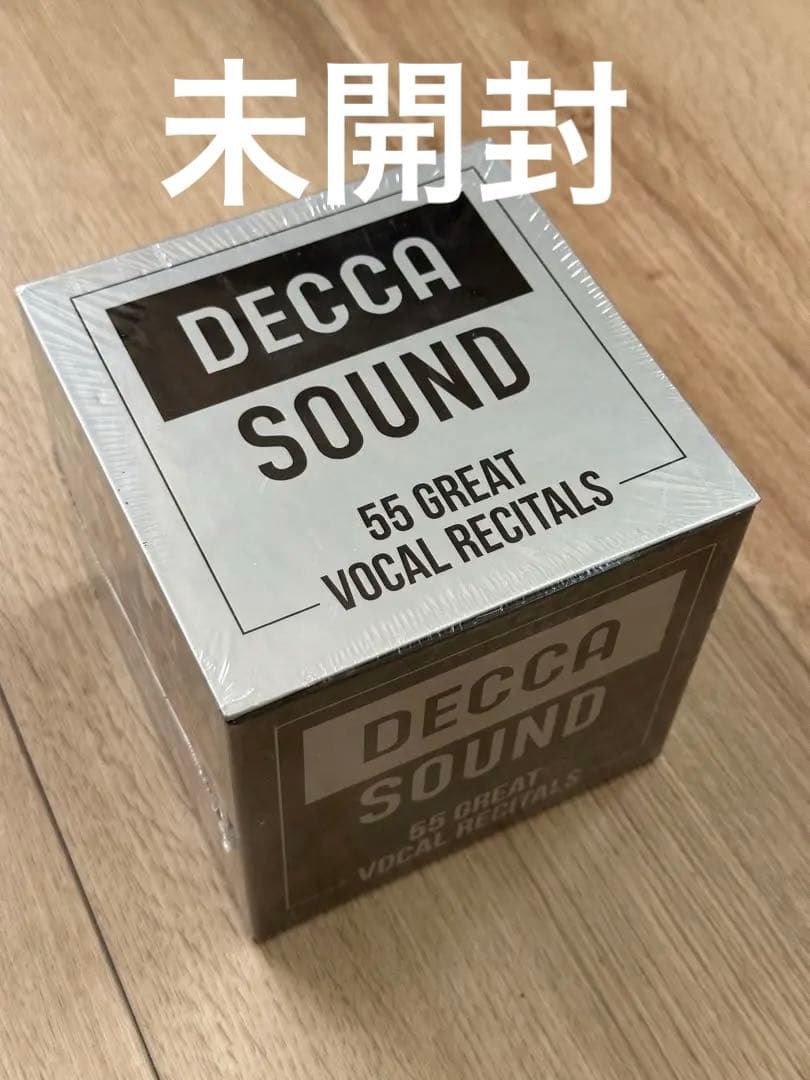 未開封
DECCA
SOUND
55 GREAT
VOCAL RECITALS
DECCA
SOUND
55 GREAT
VOCAL RECITALS